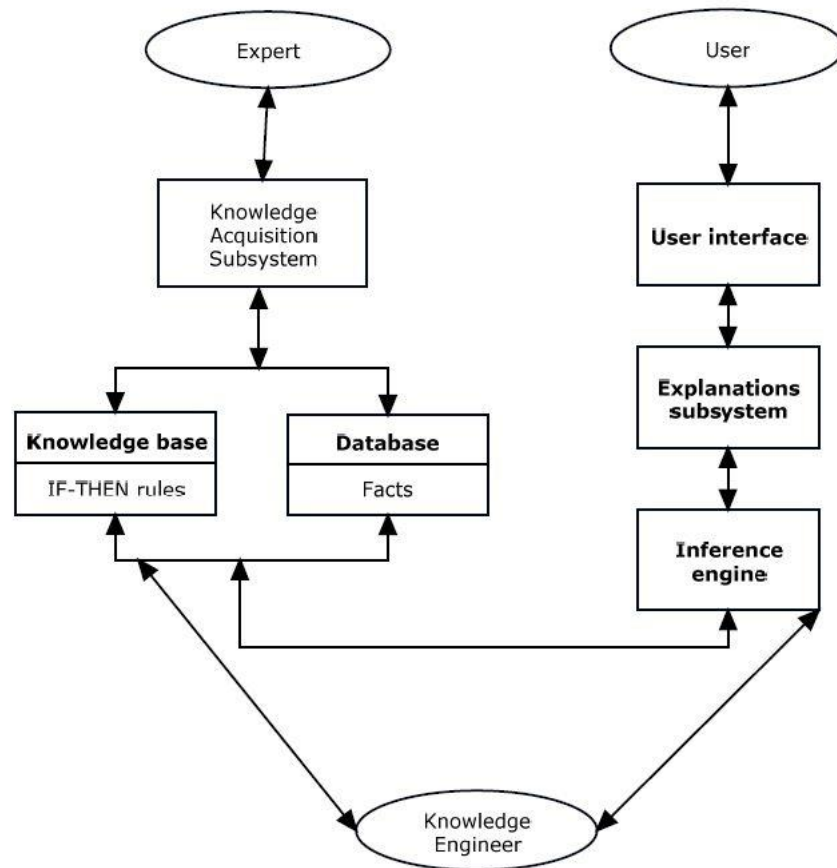 Expert
User
Knowledge
Acquisition
Subsystem
User interface
Explanations
subsystem
Knowledge base
IF-THEN rules
Database
Facts
Inference
engine
Knowledge
Engineer